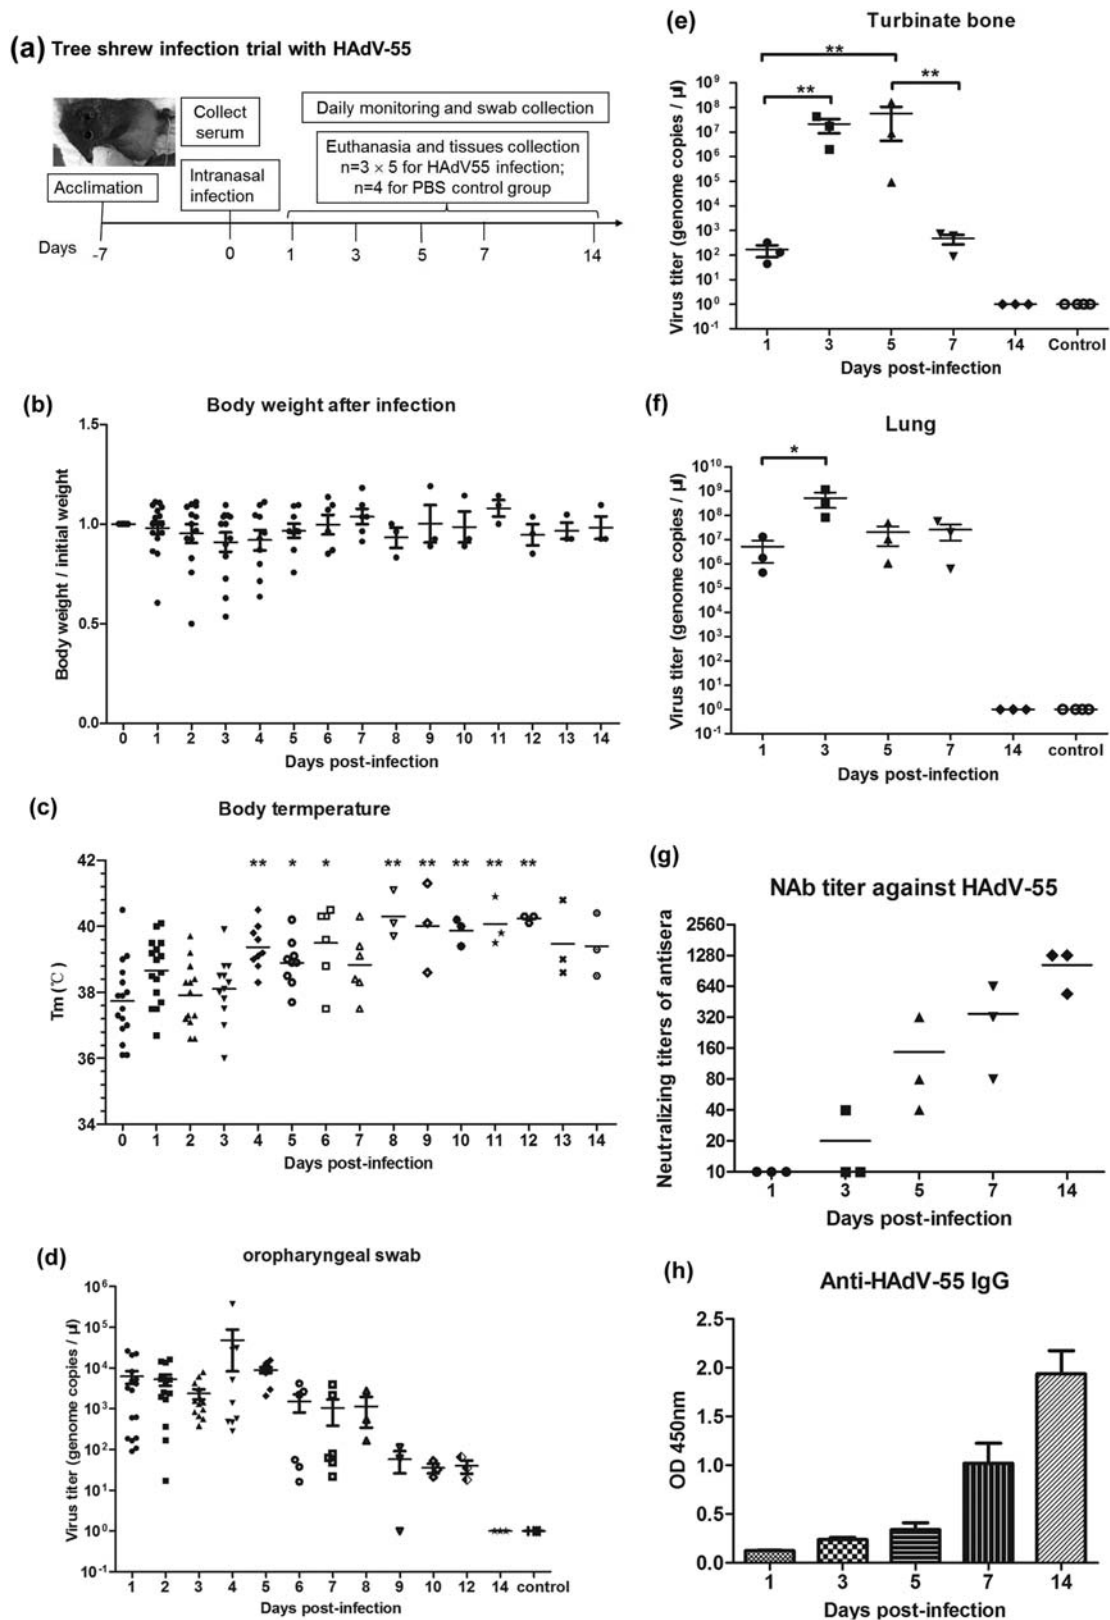 (a) Tree shrew infection trial with HAdV-55
Collect
serum
Daily monitoring and swab collection
Euthanasia and tissues collection
n=3 × 5 for HAdV55 infection;
n=4 for PBS control group
Acclimation
Intranasal
infection
Days
-7 0 1 3 5 7 14
(b) Body weight after infection
Body weight / initial weight
1.5
1.0
0.5
0.0
0 1 2 3 4 5 6 7 8 9 10 11 12 13 14
Days post-infection
(c) Body termperature
Tm (℃)
42
40
38
36
34
** * * ** ** ** ** **
0 1 2 3 4 5 6 7 8 9 10 11 12 13 14
Days post-infection
(d) oropharyngeal swab
Virus titer (genome copies / µl)
10⁶
10⁵
10⁴
10³
10²
10¹
10⁰
10⁻¹
1 2 3 4 5 6 7 8 9 10 12 14 control
Days post-infection
(e) Turbinate bone
Virus titer (genome copies / µl)
** ** **
10⁹
10⁸
10⁷
10⁶
10⁵
10⁴
10³
10²
10¹
10⁰
10⁻¹
1 3 5 7 14 Control
Days post-infection
(f) Lung
Virus titer (genome copies / µl)
*
10¹⁰
10⁹
10⁸
10⁷
10⁶
10⁵
10⁴
10³
10²
10¹
10⁰
10⁻¹
1 3 5 7 14 control
Days post-infection
(g) NAb titer against HAdV-55
Neutralizing titers of antisera
2560
1280
640
320
160
80
40
20
10
1 3 5 7 14
Days post-infection
(h) Anti-HAdV-55 IgG
OD 450nm
2.5
2.0
1.5
1.0
0.5
0.0
1 3 5 7 14
Days post-infection